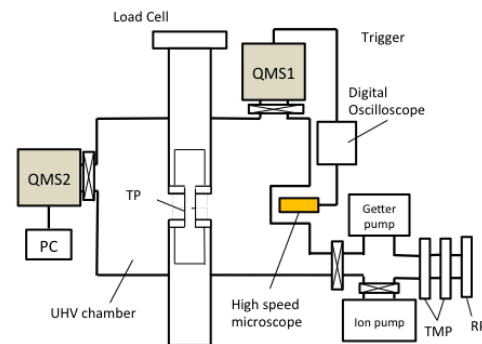 Load Cell
Trigger
QMS1
Digital
Oscilloscope
QMS2
TP
Getter
pump
PC
UHV chamber
High speed
microscope
Ion pump
TMP